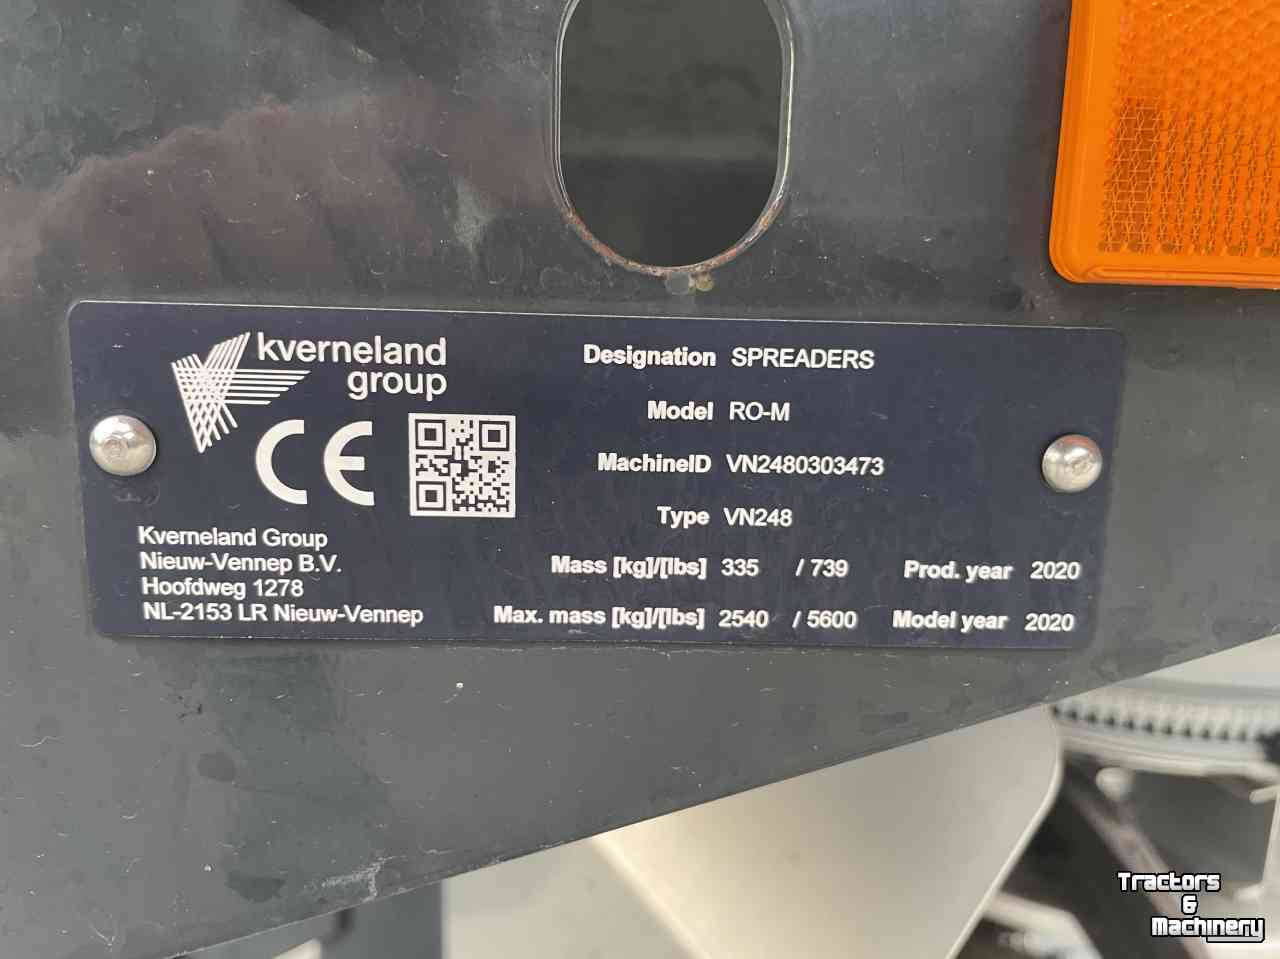 kverneland
group
CE
Kverneland Group
Nieuw-Vennep B.V.
Hoofdweg 1278
NL-2153 LR Nieuw-Vennep
Designation SPREADERS
Model RO-M
MachineID VN2480303473
Type VN248
Mass [kg]/[lbs] 335 / 739 Prod. year 2020
Max. mass [kg]/[lbs] 2540 / 5600 Model year 2020
Tractors
&
Machinery